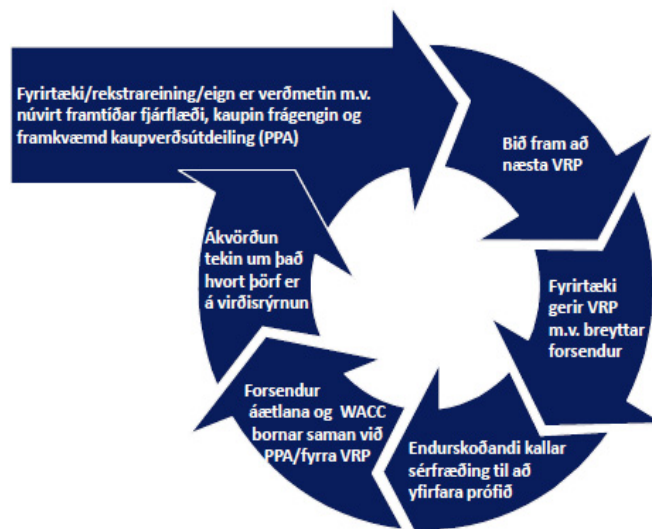 Fyrirtæki/rekstrareining/eign er verðmetin m.v.
núvirt framtíðar fjárflæði, kaupin frágengin og
framkvæmd kaupverðsútdeiling (PPA)
Bið fram að
næsta VRP
Fyrirtæki
gerir VRP
m.v. breyttar
forsendur
Endurskoðandi kallar
sérfræðing til að
yfirfara prófið
Forsendur
áætlana og WACC
bornar saman við
PPA/fyrra VRP
Ákvörðun
tekin um það
hvort þörf er
á virðisrýrnun